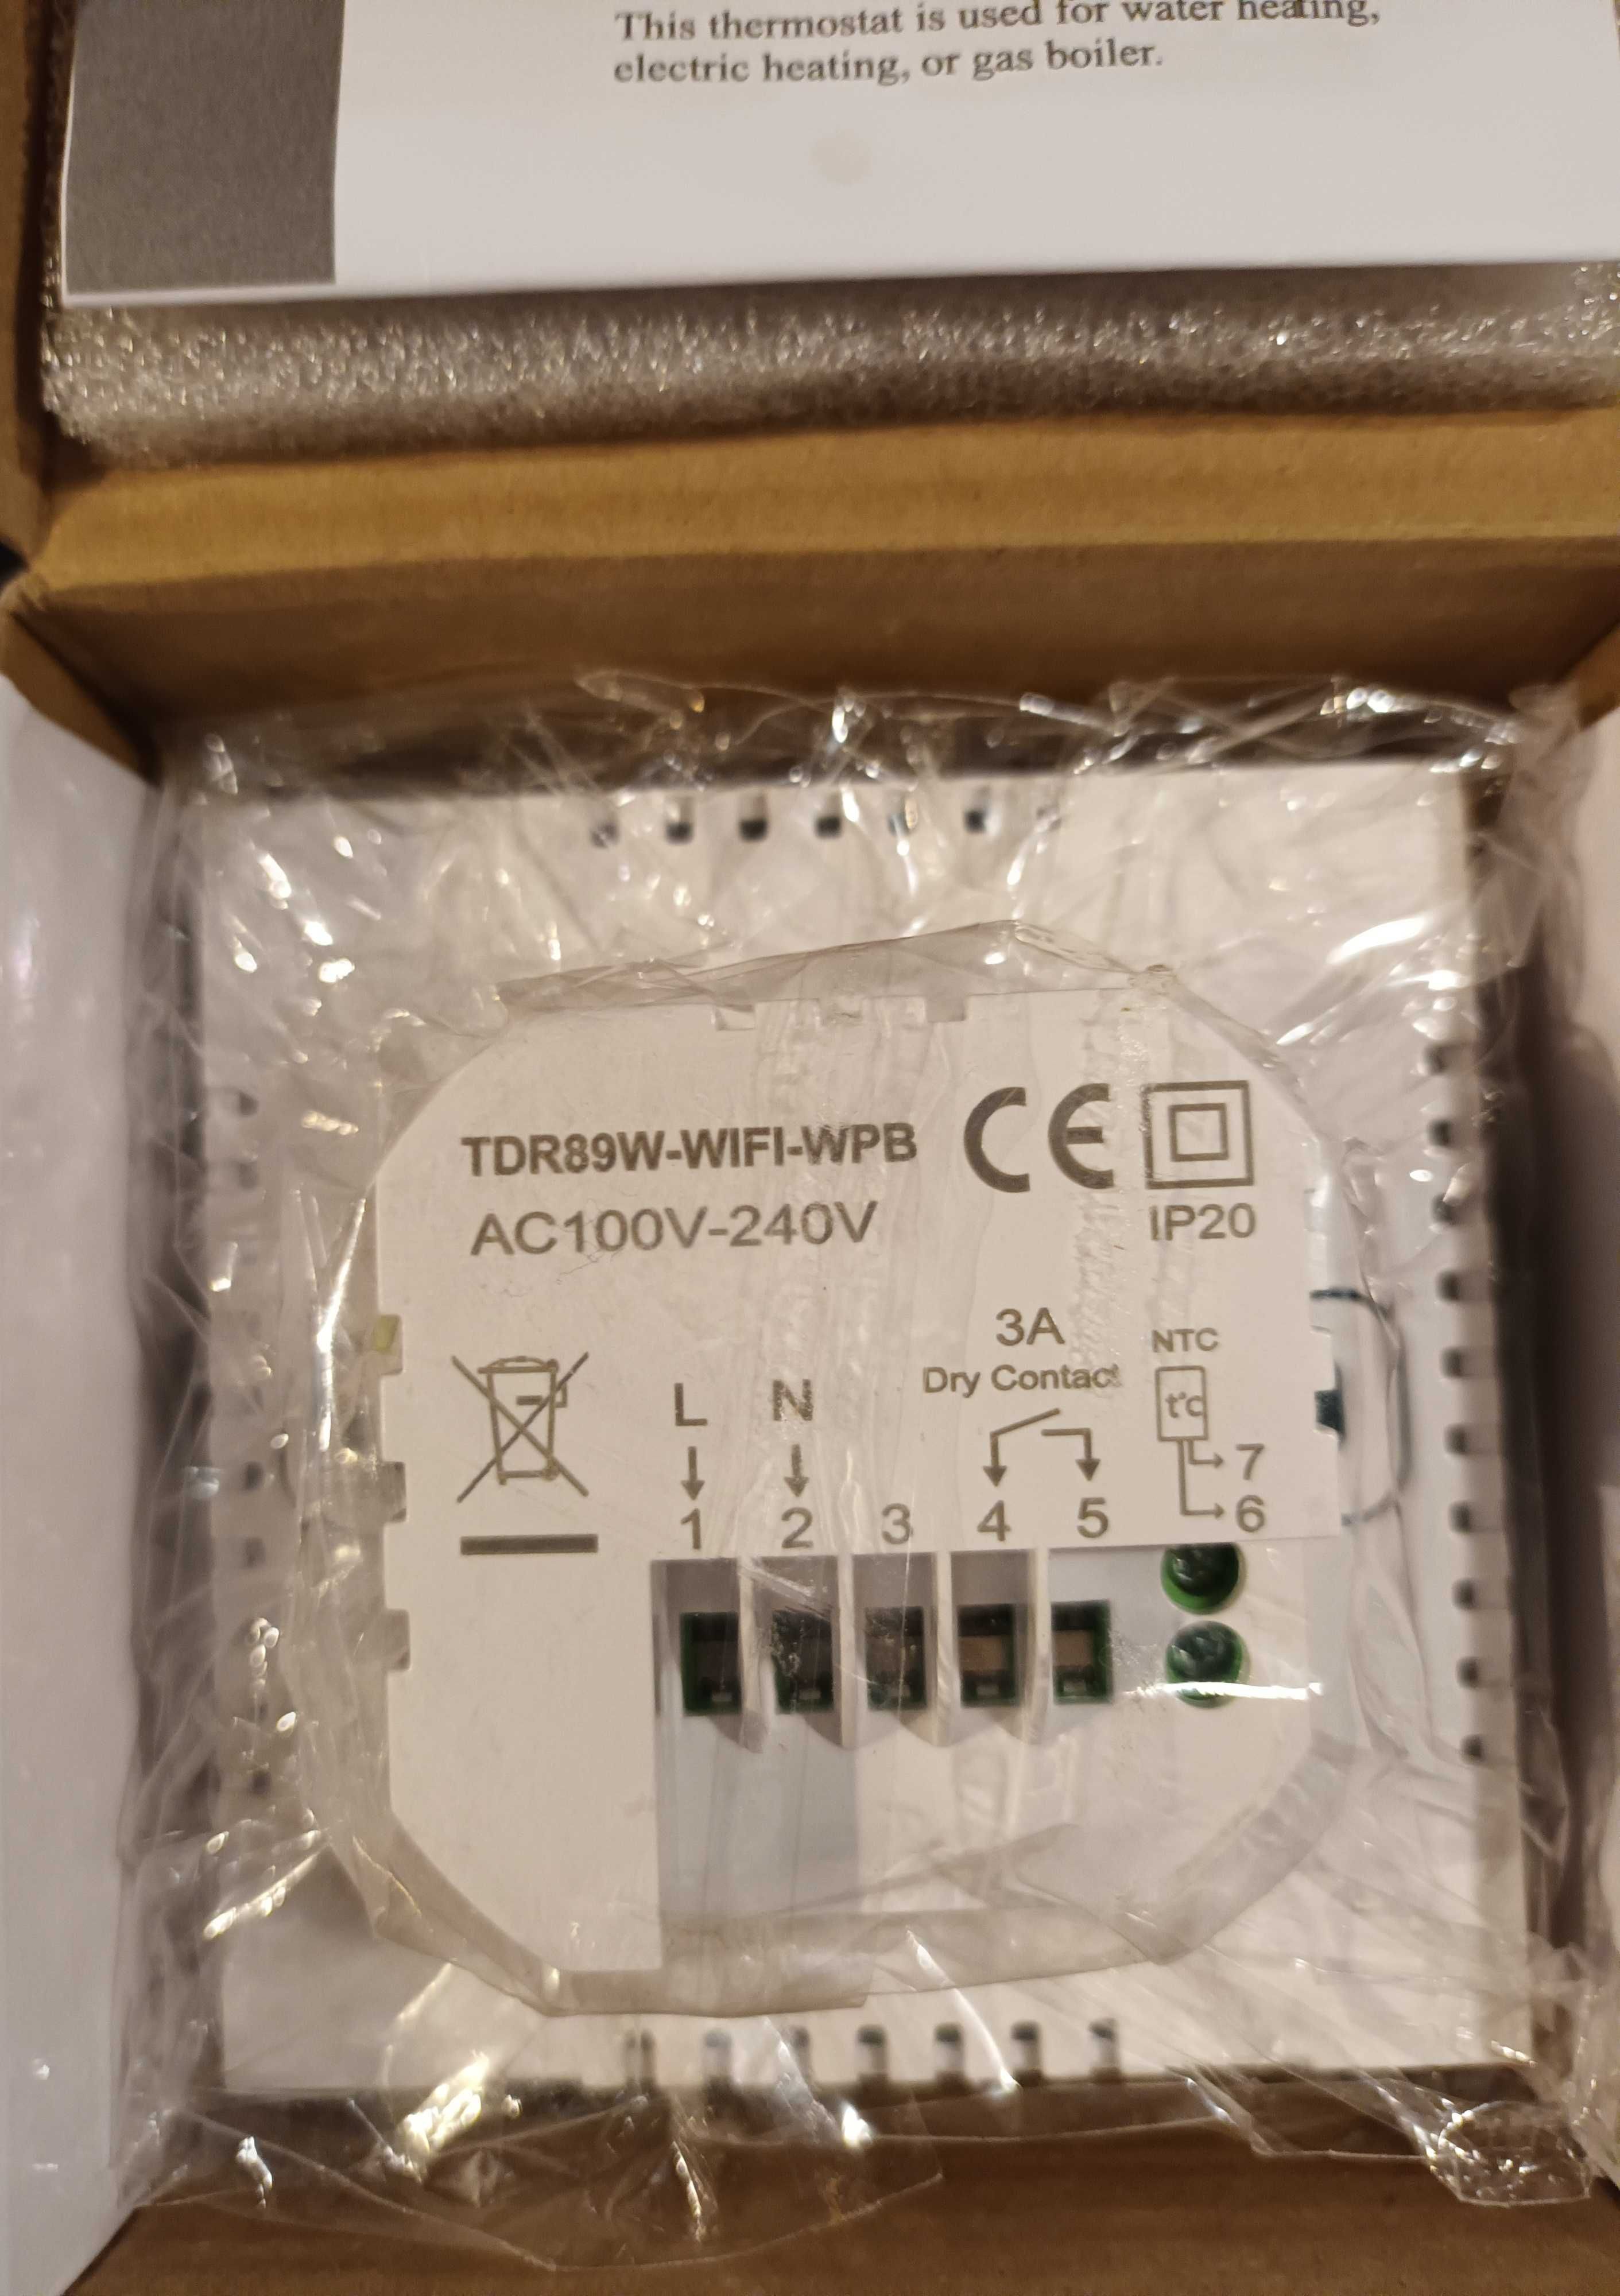 This thermostat is used for water heating,
electric heating, or gas boiler.
TDR89W-WIFI-WPB CE
AC100V-240V IP20
3A
Dry Contact
NTC
t°c
L N
7
6
1 2 3 4 5